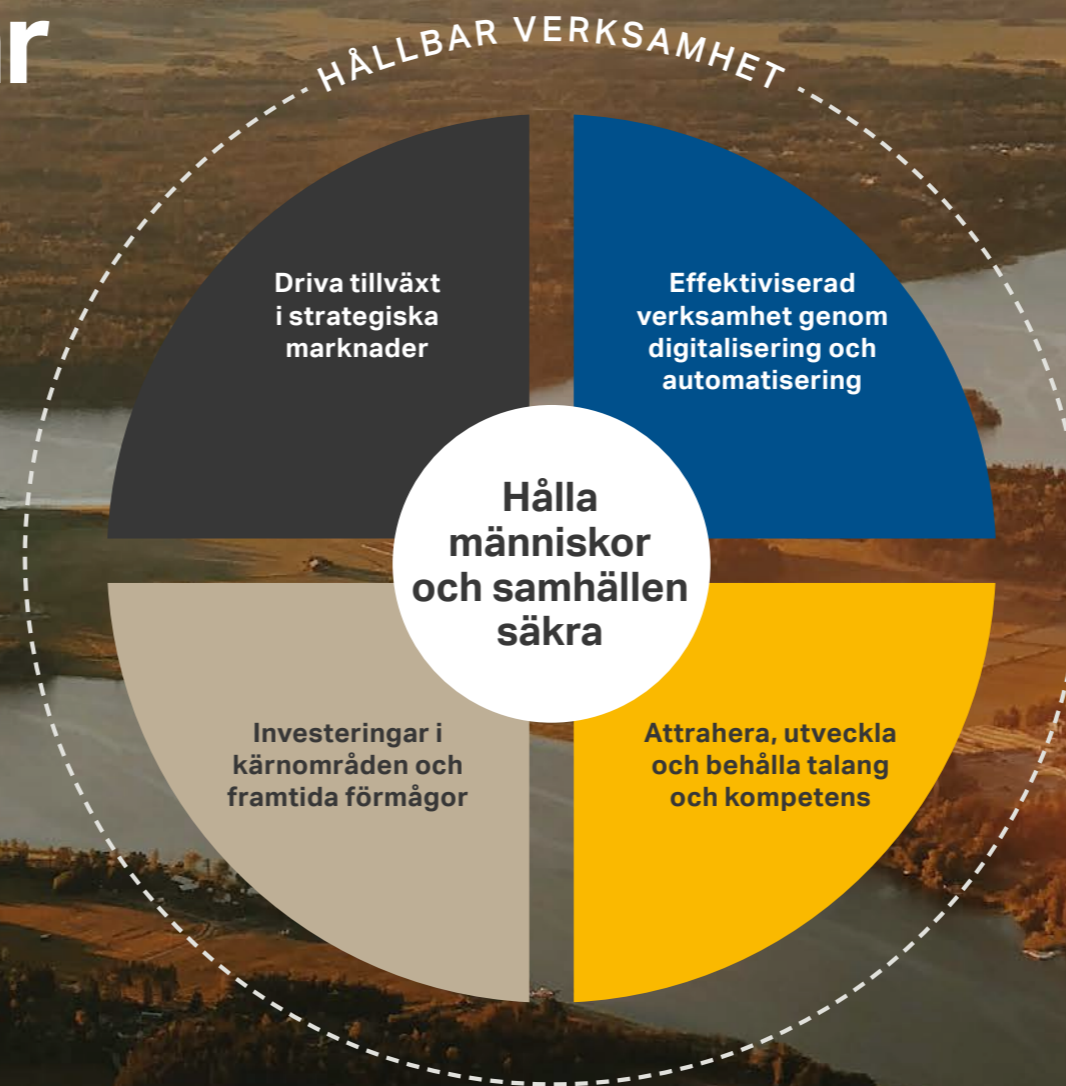 HÅLLBAR VERKSAMHET
Driva tillväxt
i strategiska
marknader
Effektiviserad
verksamhet genom
digitalisering och
automatisering
Hålla
människor
och samhällen
säkra
Investeringar i
kärnområden och
framtida förmågor
Attrahera, utveckla
och behålla talang
och kompetens